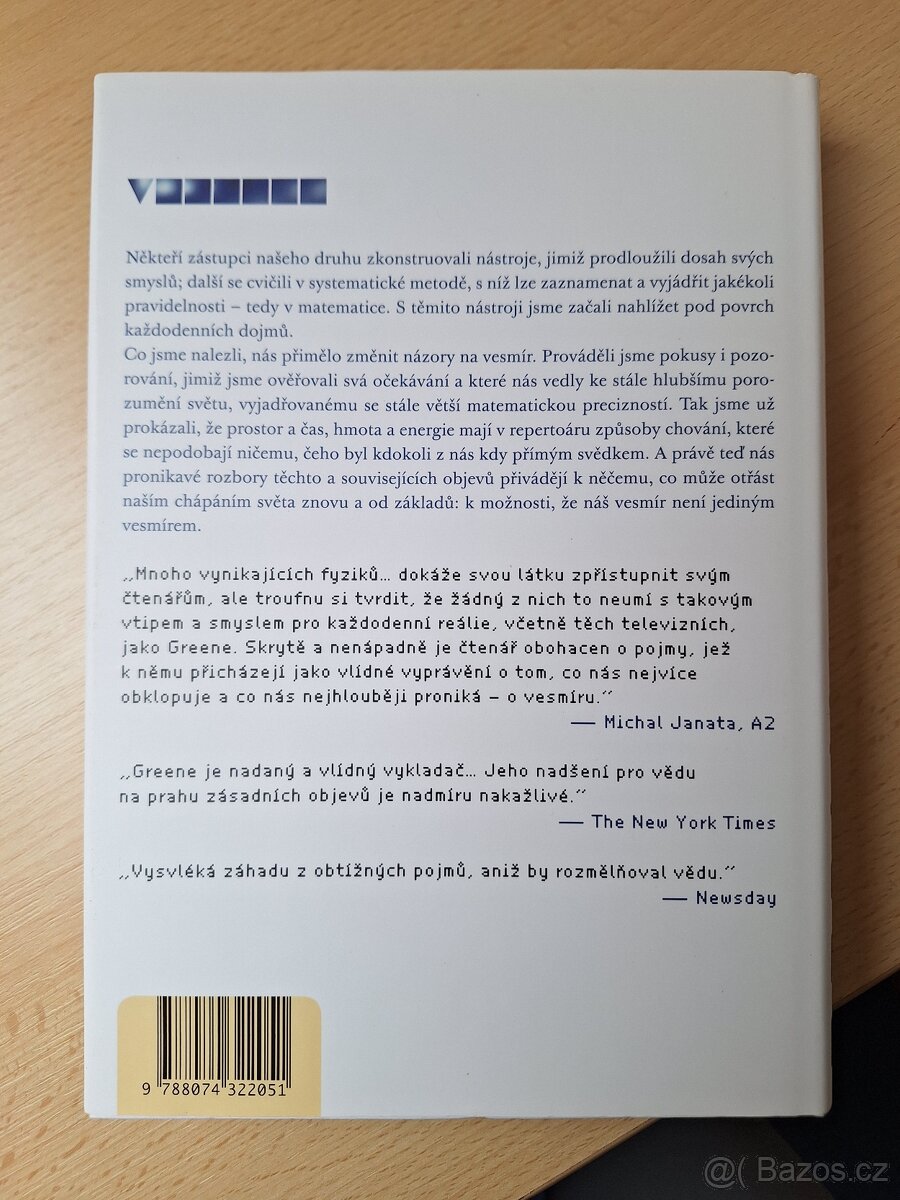 Někteří zástupci našeho druhu zkonstruovali nástroje, jimiž prodloužili dosah svých
smyslů; další se cvičili v systematické metodě, s níž lze zaznamenat a vyjádřit jakékoli
pravidelnosti – tedy v matematice. S těmito nástroji jsme začali nahlížet pod povrch
každodenních dojmů.
Co jsme nalezli, nás přimělo změnit názory na vesmír. Prováděli jsme pokusy i pozo-
rování, jimiž jsme ověřovali svá očekávání a které nás vedly ke stále hlubšímu poro-
zumění světu, vyjadřovanému se stále větší matematickou precizností. Tak jsme už
prokázali, že prostor a čas, hmota a energie mají v repertoáru způsoby chování, které
se nepodobají ničemu, čeho byl kdokoli z nás kdy přímým svědkem. A právě teď nás
pronikavé rozbory těchto a souvisejících objevů přivádějí k něčemu, co může otřást
naším chápáním světa znovu a od základů: k možnosti, že náš vesmír není jediným
vesmírem.
„Mnoho vynikajících fyziků… dokáže svou látku zpřístupnit svým
čtenářům, ale troufnu si tvrdit, že žádný z nich to neumí s takovým
vtipem a smyslem pro každodenní reálie, včetně těch televizních,
jako Greene. Skrytě a nenápadně je čtenář obohacen o pojmy, jež
k němu přicházejí jako vlídné vyprávění o tom, co nás nejvíce
obklopuje a co nás nejhlouběji proniká – o vesmíru.“
— Michal Janata, A2
„Greene je nadaný a vlídný vykladač… Jeho nadšení pro vědu
na prahu zásadních objevů je nadmíru nakažlivé.“
— The New York Times
„Vysvléká záhadu z obtížných pojmů, aniž by rozmělňoval vědu.“
— Newsday
9 788074 322051
@( Bazos.cz